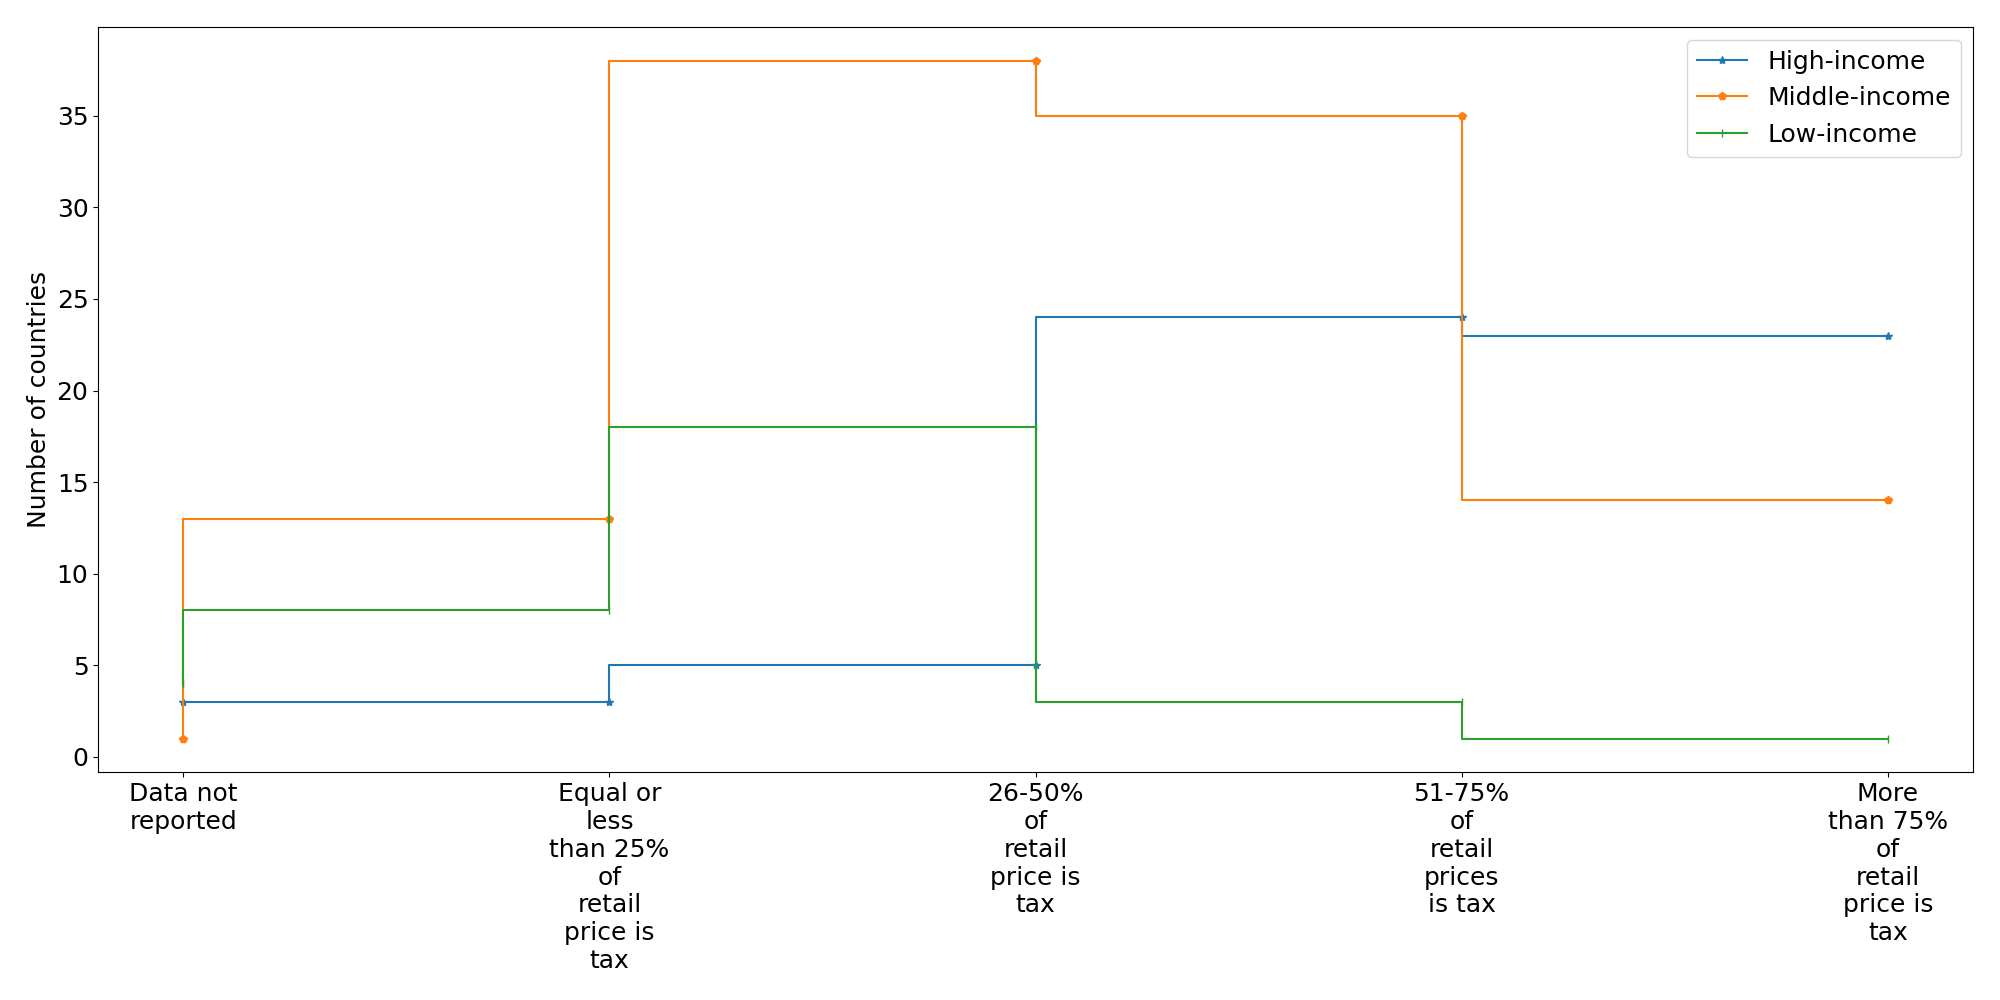 High-income
Middle-income
Low-income
Number of countries
35
30
25
20
15
10
5
0
Data not
reported
Equal or
less
than 25%
of
retail
price is
tax
26-50%
of
retail
price is
tax
51-75%
of
retail
prices
is tax
More
than 75%
of
retail
price is
tax